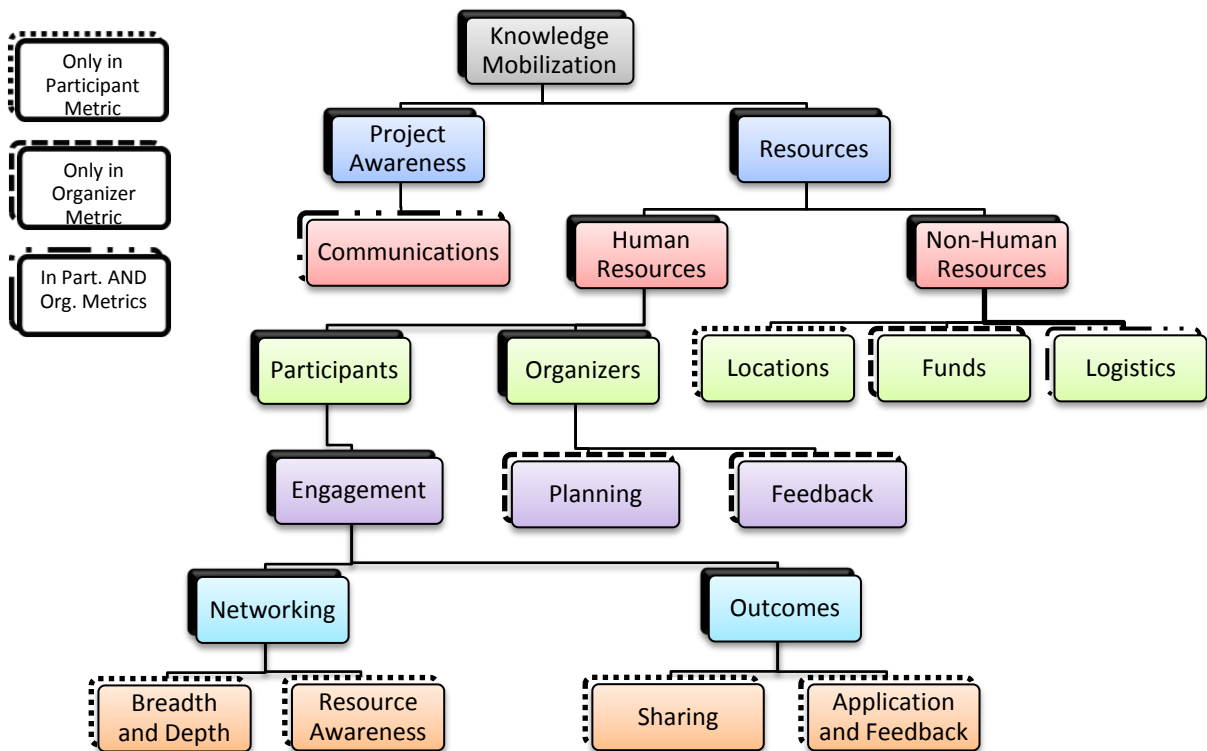 Only in
Participant
Metric
Only in
Organizer
Metric
In Part. AND
Org. Metrics
Knowledge
Mobilization
Project
Awareness
Resources
Communications
Human
Resources
Non-Human
Resources
Participants
Organizers
Locations
Funds
Logistics
Engagement
Planning
Feedback
Networking
Outcomes
Breadth
and Depth
Resource
Awareness
Sharing
Application
and Feedback